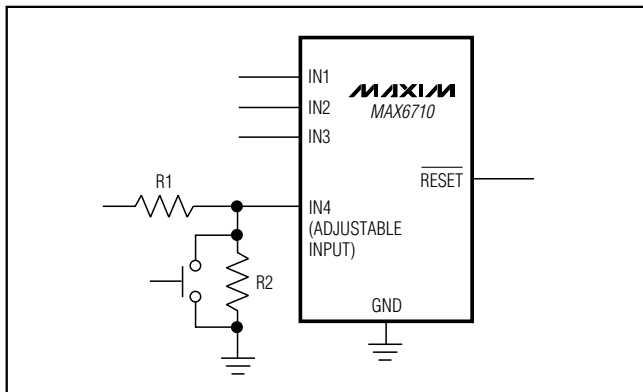 IN1
IN2
IN3
MAXIM
MAX6710
RESET
R1
IN4
(ADJUSTABLE
INPUT)
R2
GND